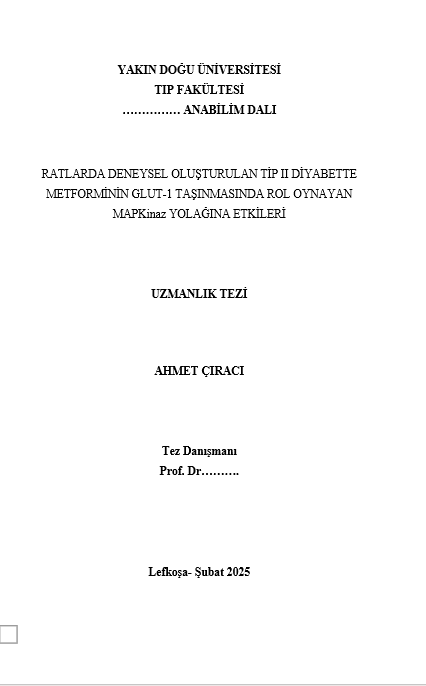 YAKIN DOĞU ÜNİVERSİTESİ
TIP FAKÜLTESİ
…………… ANABİLİM DALI
RATLARDA DENEYSEL OLUŞTURULAN TİP II DİYABETTE
METFORMİNİN GLUT-1 TAŞINMASINDA ROL OYNAYAN
MAPKinaz YOLAĞINA ETKİLERİ
UZMANLIK TEZİ
AHMET ÇIRACI
Tez Danışmanı
Prof. Dr……….
Lefkoşa- Şubat 2025